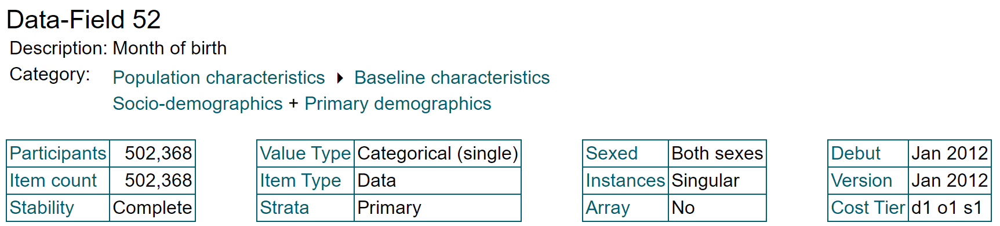 Data-Field 52
Description: Month of birth
Category: Population characteristics ▸ Baseline characteristics
Socio-demographics + Primary demographics
Participants 502,368 Value Type Categorical (single) Sexed Both sexes Debut Jan 2012
Item count 502,368 Item Type Data Instances Singular Version Jan 2012
Stability Complete Strata Primary Array No Cost Tier d1 o1 s1